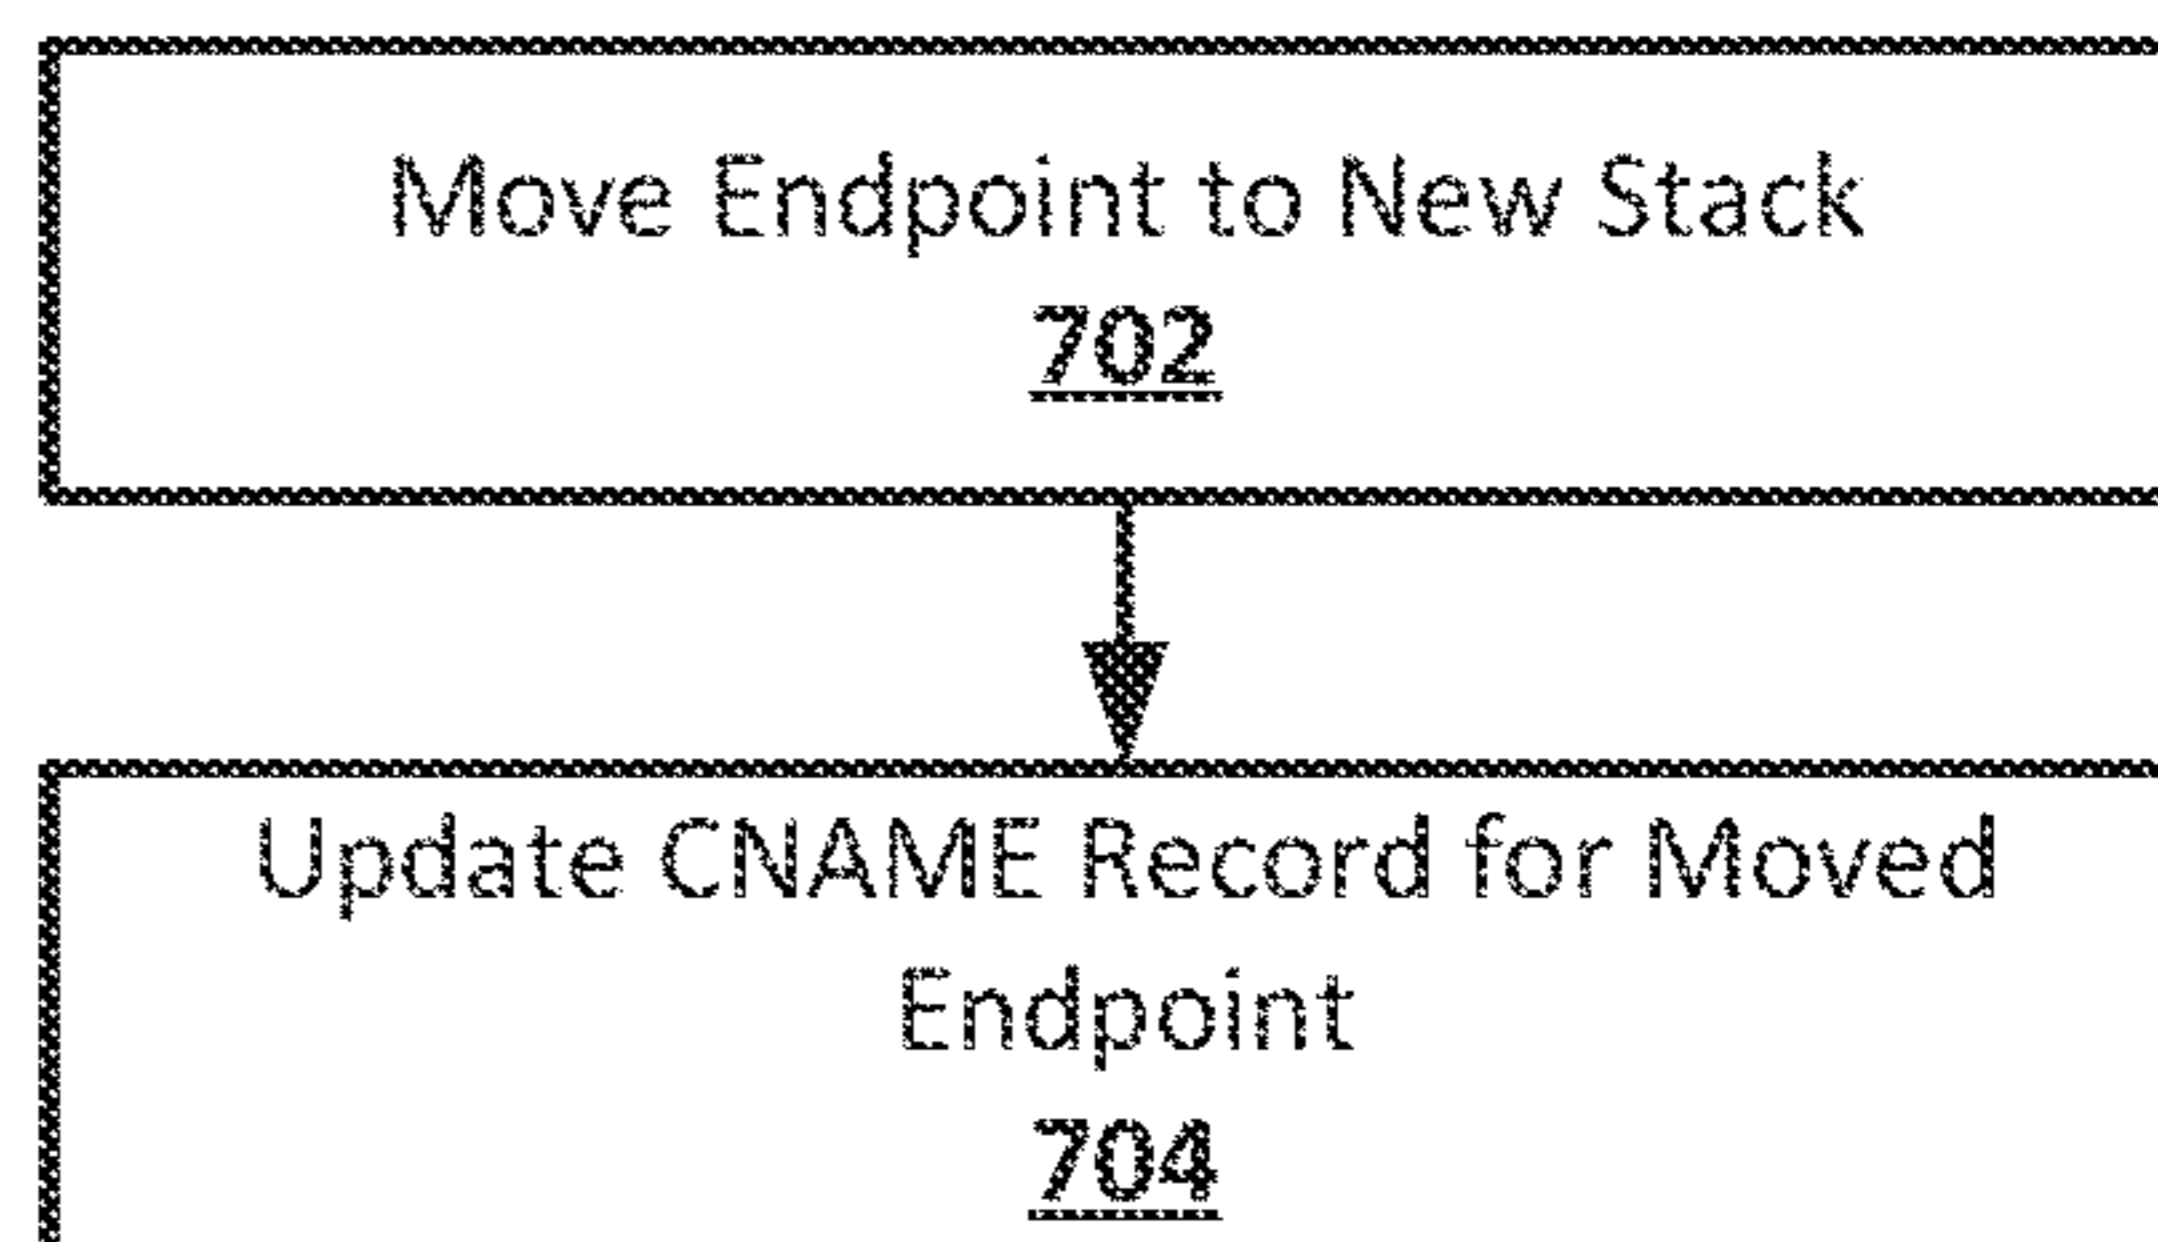 Move Endpoint to New Stack
702
Update CNAME Record for Moved
Endpoint
704